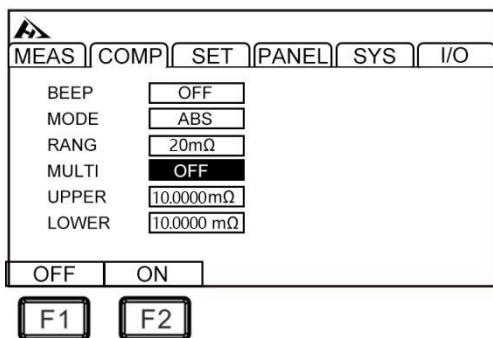 MEAS COMP SET PANEL SYS I/O
BEEP OFF
MODE ABS
RANG 20mΩ
MULTI OFF
UPPER 10.0000mΩ
LOWER 10.0000 mΩ
OFF ON
F1 F2